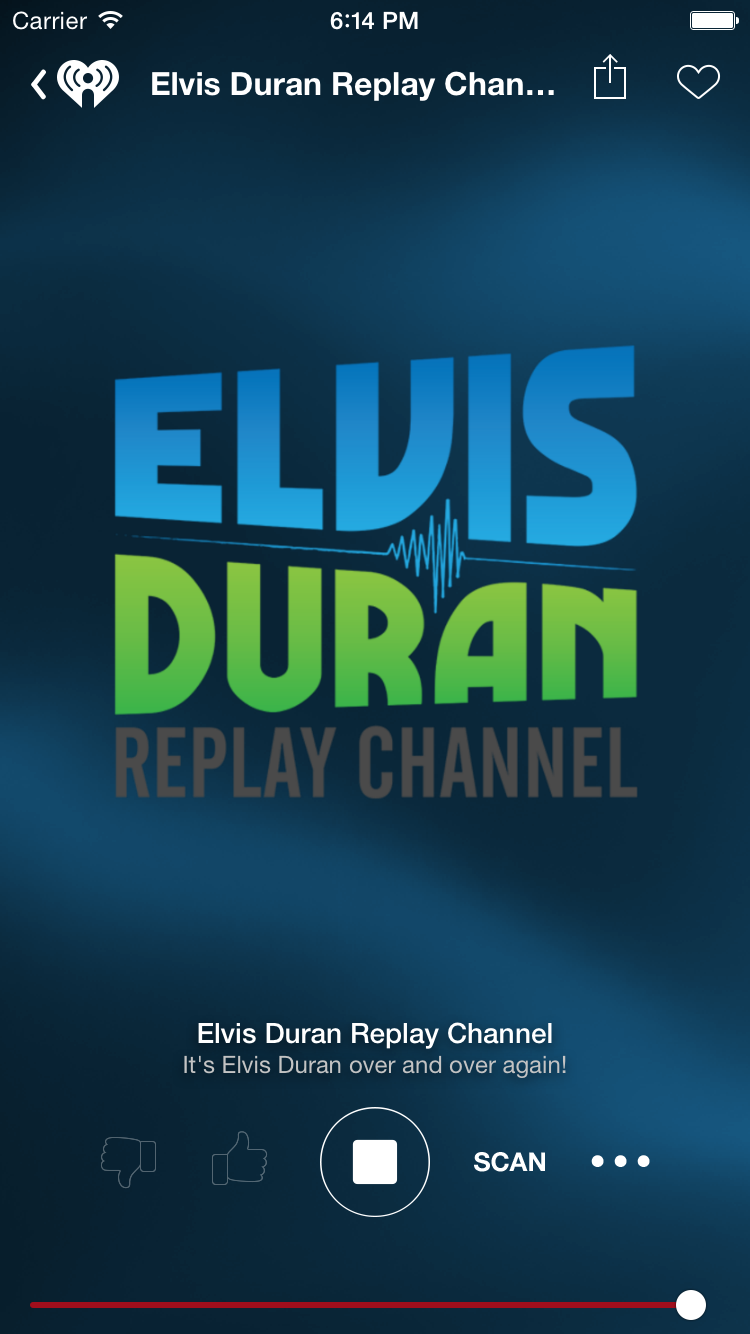 Carrier 6:14 PM
Elvis Duran Replay Chan...
ELVIS
DURAN
REPLAY CHANNEL
Elvis Duran Replay Channel
It's Elvis Duran over and over again!
SCAN